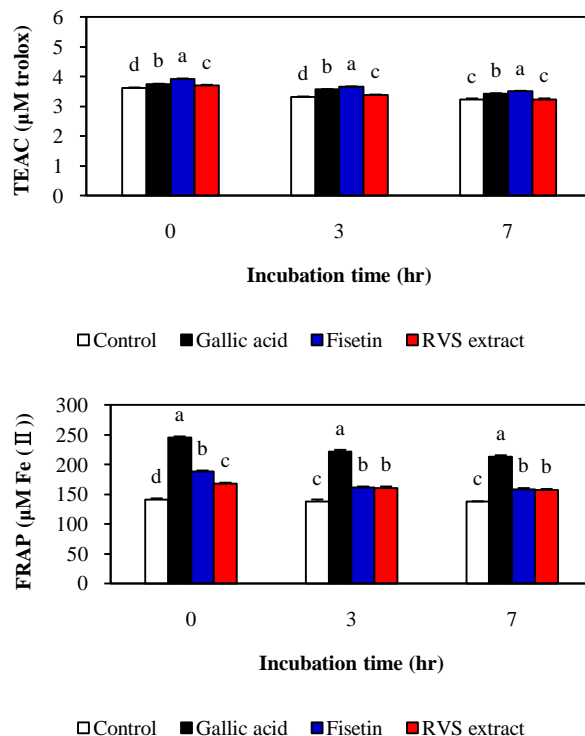 6
5
4
3
2
1
0
TEAC (μM trolox)
d b a c
d b a c
c b a c
0 3 7
Incubation time (hr)
Control Gallic acid Fisetin RVS extract
300
250
200
150
100
50
0
FRAP (μM Fe (Ⅱ))
d a b c
c a b b
c a b b
0 3 7
Incubation time (hr)
Control Gallic acid Fisetin RVS extract